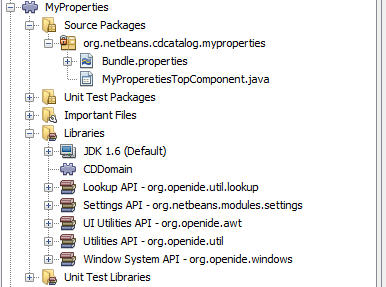 MyProperties
Source Packages
org.netbeans.cdcatalog.myproperties
Bundle.properties
MyProperetiesTopComponent.java
Unit Test Packages
Important Files
Libraries
JDK 1.6 (Default)
CDDomain
Lookup API - org.openide.util.lookup
Settings API - org.netbeans.modules.settings
UI Utilities API - org.openide.awt
Utilities API - org.openide.util
Window System API - org.openide.windows
Unit Test Libraries